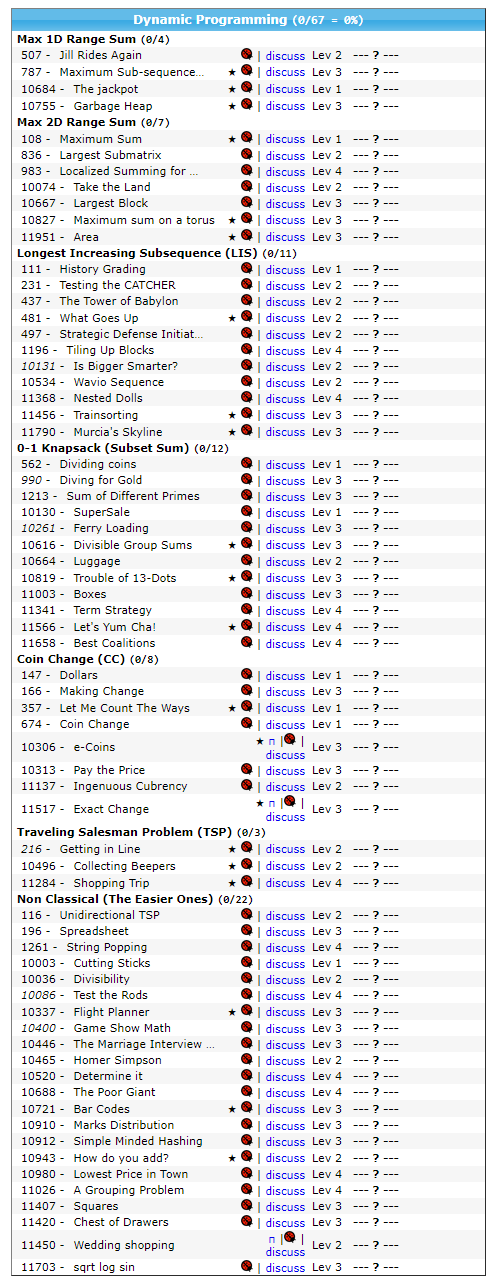 Dynamic Programming (0/67 = 0%)
Max 1D Range Sum (0/4)
507 - Jill Rides Again | discuss Lev 2 --- ? ---
787 - Maximum Sub-sequence... ★ | discuss Lev 3 --- ? ---
10684 - The jackpot ★ | discuss Lev 1 --- ? ---
10755 - Garbage Heap ★ | discuss Lev 3 --- ? ---
Max 2D Range Sum (0/7)
108 - Maximum Sum ★ | discuss Lev 1 --- ? ---
836 - Largest Submatrix | discuss Lev 2 --- ? ---
983 - Localized Summing for ... | discuss Lev 4 --- ? ---
10074 - Take the Land | discuss Lev 2 --- ? ---
10667 - Largest Block | discuss Lev 3 --- ? ---
10827 - Maximum sum on a torus ★ | discuss Lev 3 --- ? ---
11951 - Area ★ | discuss Lev 3 --- ? ---
Longest Increasing Subsequence (LIS) (0/11)
111 - History Grading | discuss Lev 1 --- ? ---
231 - Testing the CATCHER | discuss Lev 2 --- ? ---
437 - The Tower of Babylon | discuss Lev 2 --- ? ---
481 - What Goes Up ★ | discuss Lev 2 --- ? ---
497 - Strategic Defense Initiat... | discuss Lev 2 --- ? ---
1196 - Tiling Up Blocks | discuss Lev 4 --- ? ---
10131 - Is Bigger Smarter? | discuss Lev 2 --- ? ---
10534 - Wavio Sequence | discuss Lev 2 --- ? ---
11368 - Nested Dolls | discuss Lev 4 --- ? ---
11456 - Trainsorting ★ | discuss Lev 3 --- ? ---
11790 - Murcia's Skyline ★ | discuss Lev 3 --- ? ---
0-1 Knapsack (Subset Sum) (0/12)
562 - Dividing coins | discuss Lev 1 --- ? ---
990 - Diving for Gold | discuss Lev 3 --- ? ---
1213 - Sum of Different Primes | discuss Lev 3 --- ? ---
10130 - SuperSale | discuss Lev 1 --- ? ---
10261 - Ferry Loading | discuss Lev 3 --- ? ---
10616 - Divisible Group Sums ★ | discuss Lev 3 --- ? ---
10664 - Luggage | discuss Lev 2 --- ? ---
10819 - Trouble of 13-Dots ★ | discuss Lev 3 --- ? ---
11003 - Boxes | discuss Lev 3 --- ? ---
11341 - Term Strategy | discuss Lev 4 --- ? ---
11566 - Let's Yum Cha! ★ | discuss Lev 4 --- ? ---
11658 - Best Coalitions | discuss Lev 4 --- ? ---
Coin Change (CC) (0/8)
147 - Dollars | discuss Lev 1 --- ? ---
166 - Making Change | discuss Lev 3 --- ? ---
357 - Let Me Count The Ways ★ | discuss Lev 1 --- ? ---
674 - Coin Change | discuss Lev 1 --- ? ---
10306 - e-Coins ★ п | | Lev 3 --- ? ---
discuss
10313 - Pay the Price | discuss Lev 3 --- ? ---
11137 - Ingenuous Cubrency | discuss Lev 2 --- ? ---
11517 - Exact Change ★ п | | Lev 3 --- ? ---
discuss
Traveling Salesman Problem (TSP) (0/3)
216 - Getting in Line ★ | discuss Lev 2 --- ? ---
10496 - Collecting Beepers ★ | discuss Lev 2 --- ? ---
11284 - Shopping Trip ★ | discuss Lev 4 --- ? ---
Non Classical (The Easier Ones) (0/22)
116 - Unidirectional TSP | discuss Lev 2 --- ? ---
196 - Spreadsheet | discuss Lev 3 --- ? ---
1261 - String Popping | discuss Lev 4 --- ? ---
10003 - Cutting Sticks | discuss Lev 1 --- ? ---
10036 - Divisibility | discuss Lev 2 --- ? ---
10086 - Test the Rods | discuss Lev 4 --- ? ---
10337 - Flight Planner ★ | discuss Lev 3 --- ? ---
10400 - Game Show Math | discuss Lev 3 --- ? ---
10446 - The Marriage Interview ... | discuss Lev 3 --- ? ---
10465 - Homer Simpson | discuss Lev 2 --- ? ---
10520 - Determine it | discuss Lev 4 --- ? ---
10688 - The Poor Giant | discuss Lev 4 --- ? ---
10721 - Bar Codes ★ | discuss Lev 3 --- ? ---
10910 - Marks Distribution | discuss Lev 3 --- ? ---
10912 - Simple Minded Hashing | discuss Lev 3 --- ? ---
10943 - How do you add? ★ | discuss Lev 2 --- ? ---
10980 - Lowest Price in Town | discuss Lev 4 --- ? ---
11026 - A Grouping Problem | discuss Lev 4 --- ? ---
11407 - Squares | discuss Lev 3 --- ? ---
11420 - Chest of Drawers | discuss Lev 3 --- ? ---
11450 - Wedding shopping п | | Lev 2 --- ? ---
discuss
11703 - sqrt log sin | discuss Lev 3 --- ? ---